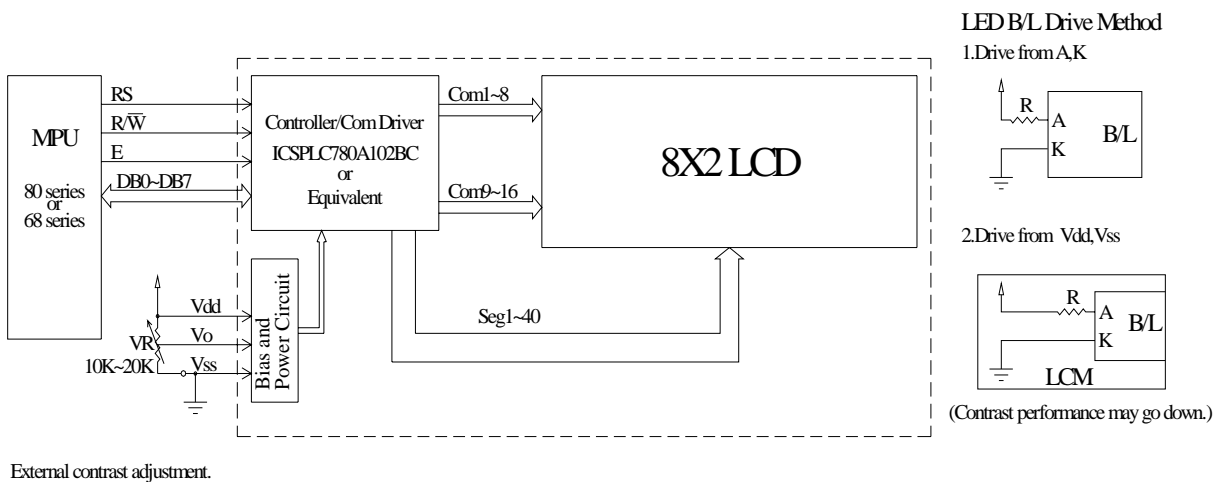 MPU
80 series
or
68 series
RS
R/W̅
E
DB0~DB7
Controller/Com Driver
ICSPLC780A102BC
or
Equivalent
Com1~8
Com9~16
8X2 LCD
Seg1~40
Vdd
Vo
Vss
VR
10K~20K
Bias and
Power Circuit
External contrast adjustment.
LED B/L Drive Method
1.Drive from A,K
R
A
K
B/L
2.Drive from Vdd,Vss
R
A
K
B/L
LCM
(Contrast performance may go down.)